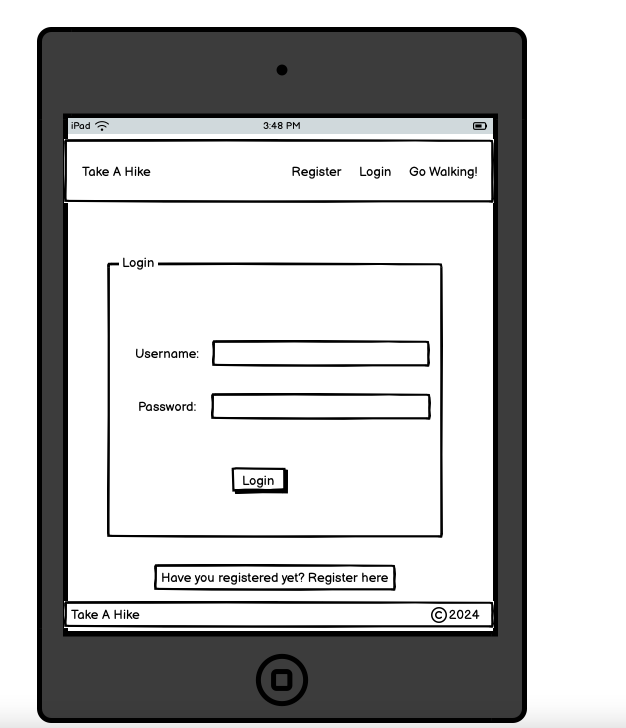 iPad 3:48 PM
Take A Hike Register Login Go Walking!
Login
Username:
Password:
Login
Have you registered yet? Register here
Take A Hike © 2024